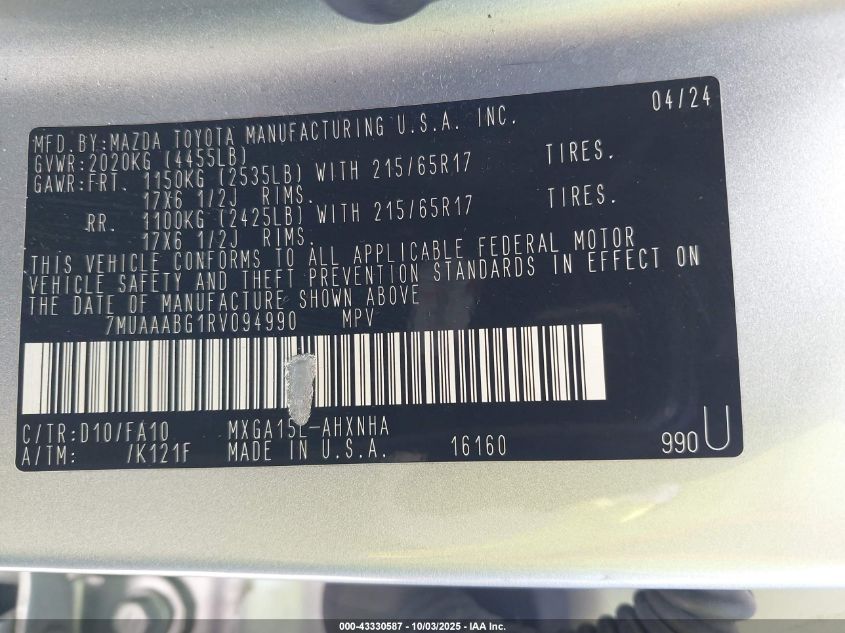 04/24
MFD.BY:MAZDA TOYOTA MANUFACTURING U.S.A. INC.
GVWR:2020KG (4455LB)
GAWR:FRT. 1150KG (2535LB) WITH 215/65R17 TIRES.
17X6 1/2J RIMS.
RR. 1100KG (2425LB) WITH 215/65R17 TIRES.
17X6 1/2J RIMS.
THIS VEHICLE CONFORMS TO ALL APPLICABLE FEDERAL MOTOR
VEHICLE SAFETY AND THEFT PREVENTION STANDARDS IN EFFECT ON
THE DATE OF MANUFACTURE SHOWN ABOVE
7MUAAABG1RV094990 MPV
C/TR:D10/FA10 MXGA15L-AHXNHA
A/TM: /K121F MADE IN U.S.A. 16160 990 U
000-43330587 - 10/03/2025 - IAA Inc.